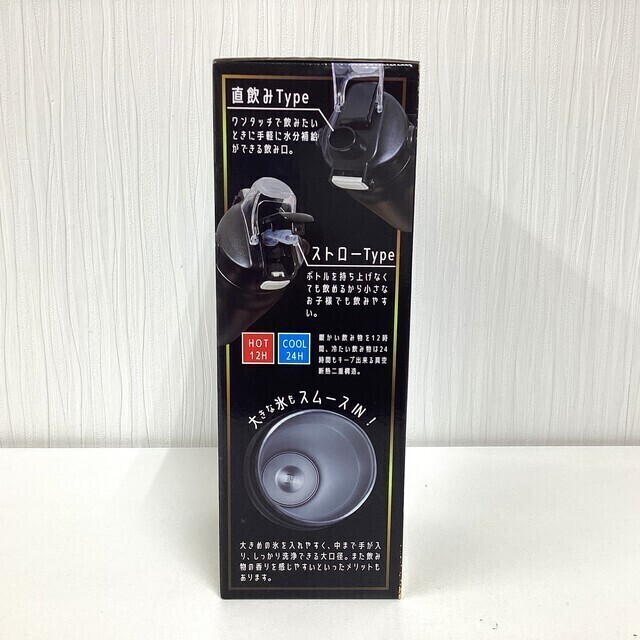 直飲みType
ワンタッチで飲みたい
ときに手軽に水分補給
ができる飲み口。
ストローType
ボトルを持ち上げなく
ても飲めるから小さな
お子様でも飲みやす
い。
HOT
12H
COOL
24H
暖かい飲み物を12時
間、冷たい飲み物は24
時間もキープ出来る真空
断熱二重構造。
大きな氷もスムースIN!
大きめの氷を入れやすく、中まで手が入
り、しっかり洗浄できる大口径。また飲み
物の香りを感じやすいといったメリットも
あります。